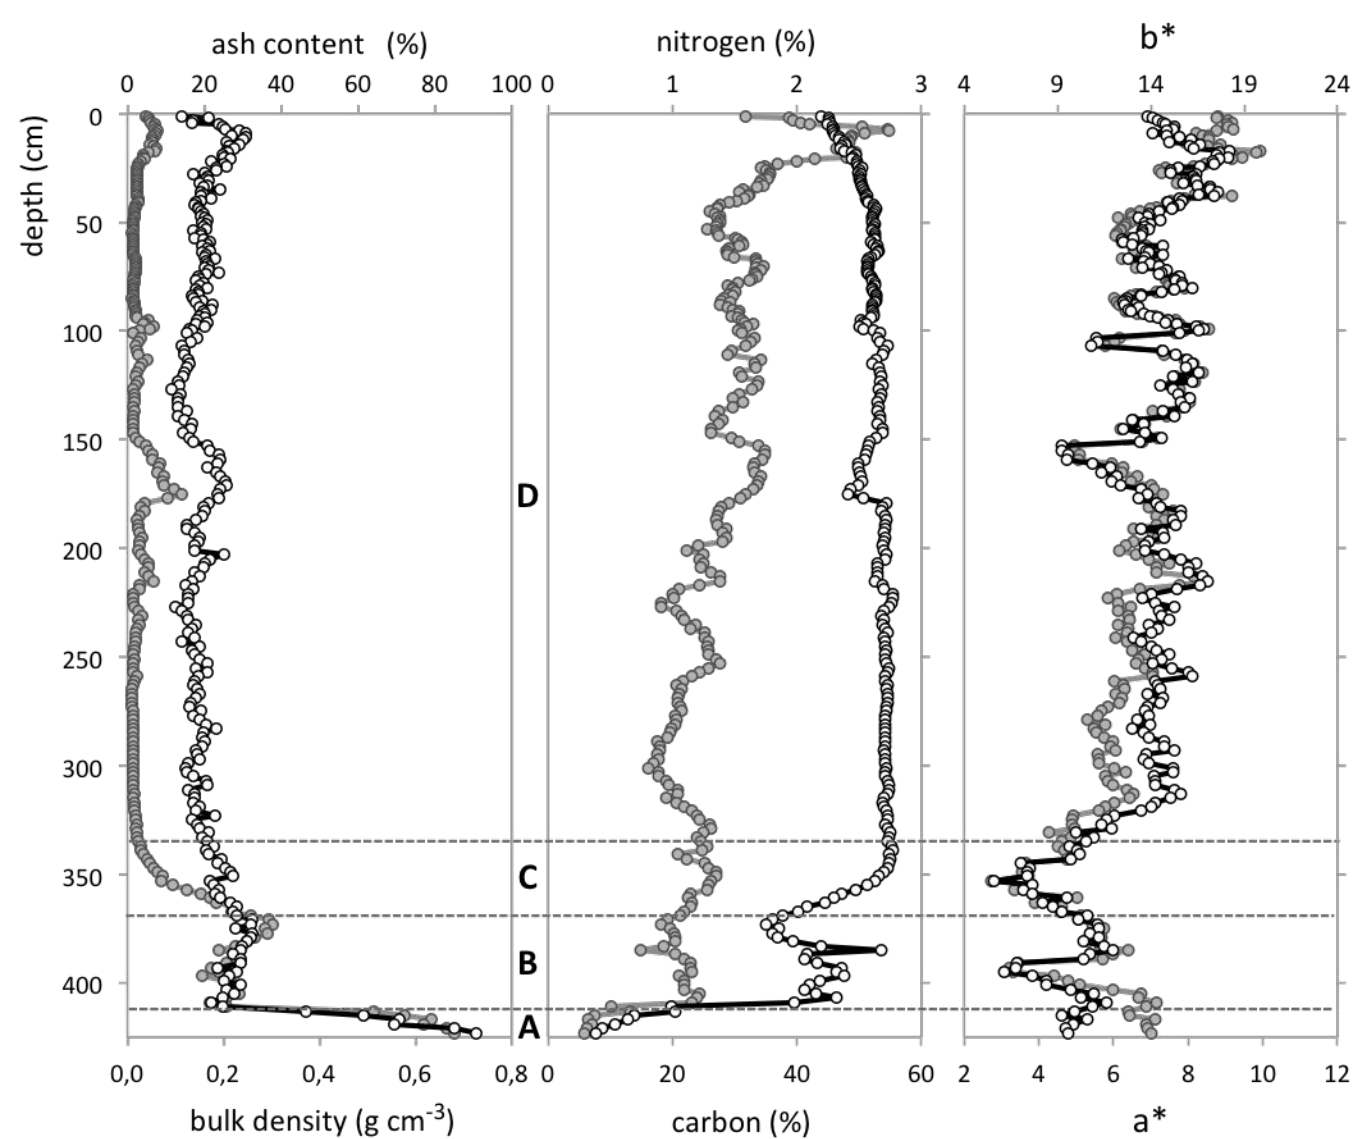 ash content (%) nitrogen (%) b*
0 20 40 60 80 100 0 1 2 3 4 9 14 19 24
depth (cm)
0
50
100
150
D
200
250
300
350 C
B
400
A
0,0 0,2 0,4 0,6 0,8 0 20 40 60 2 4 6 8 10 12
bulk density (g cm-3) carbon (%) a*